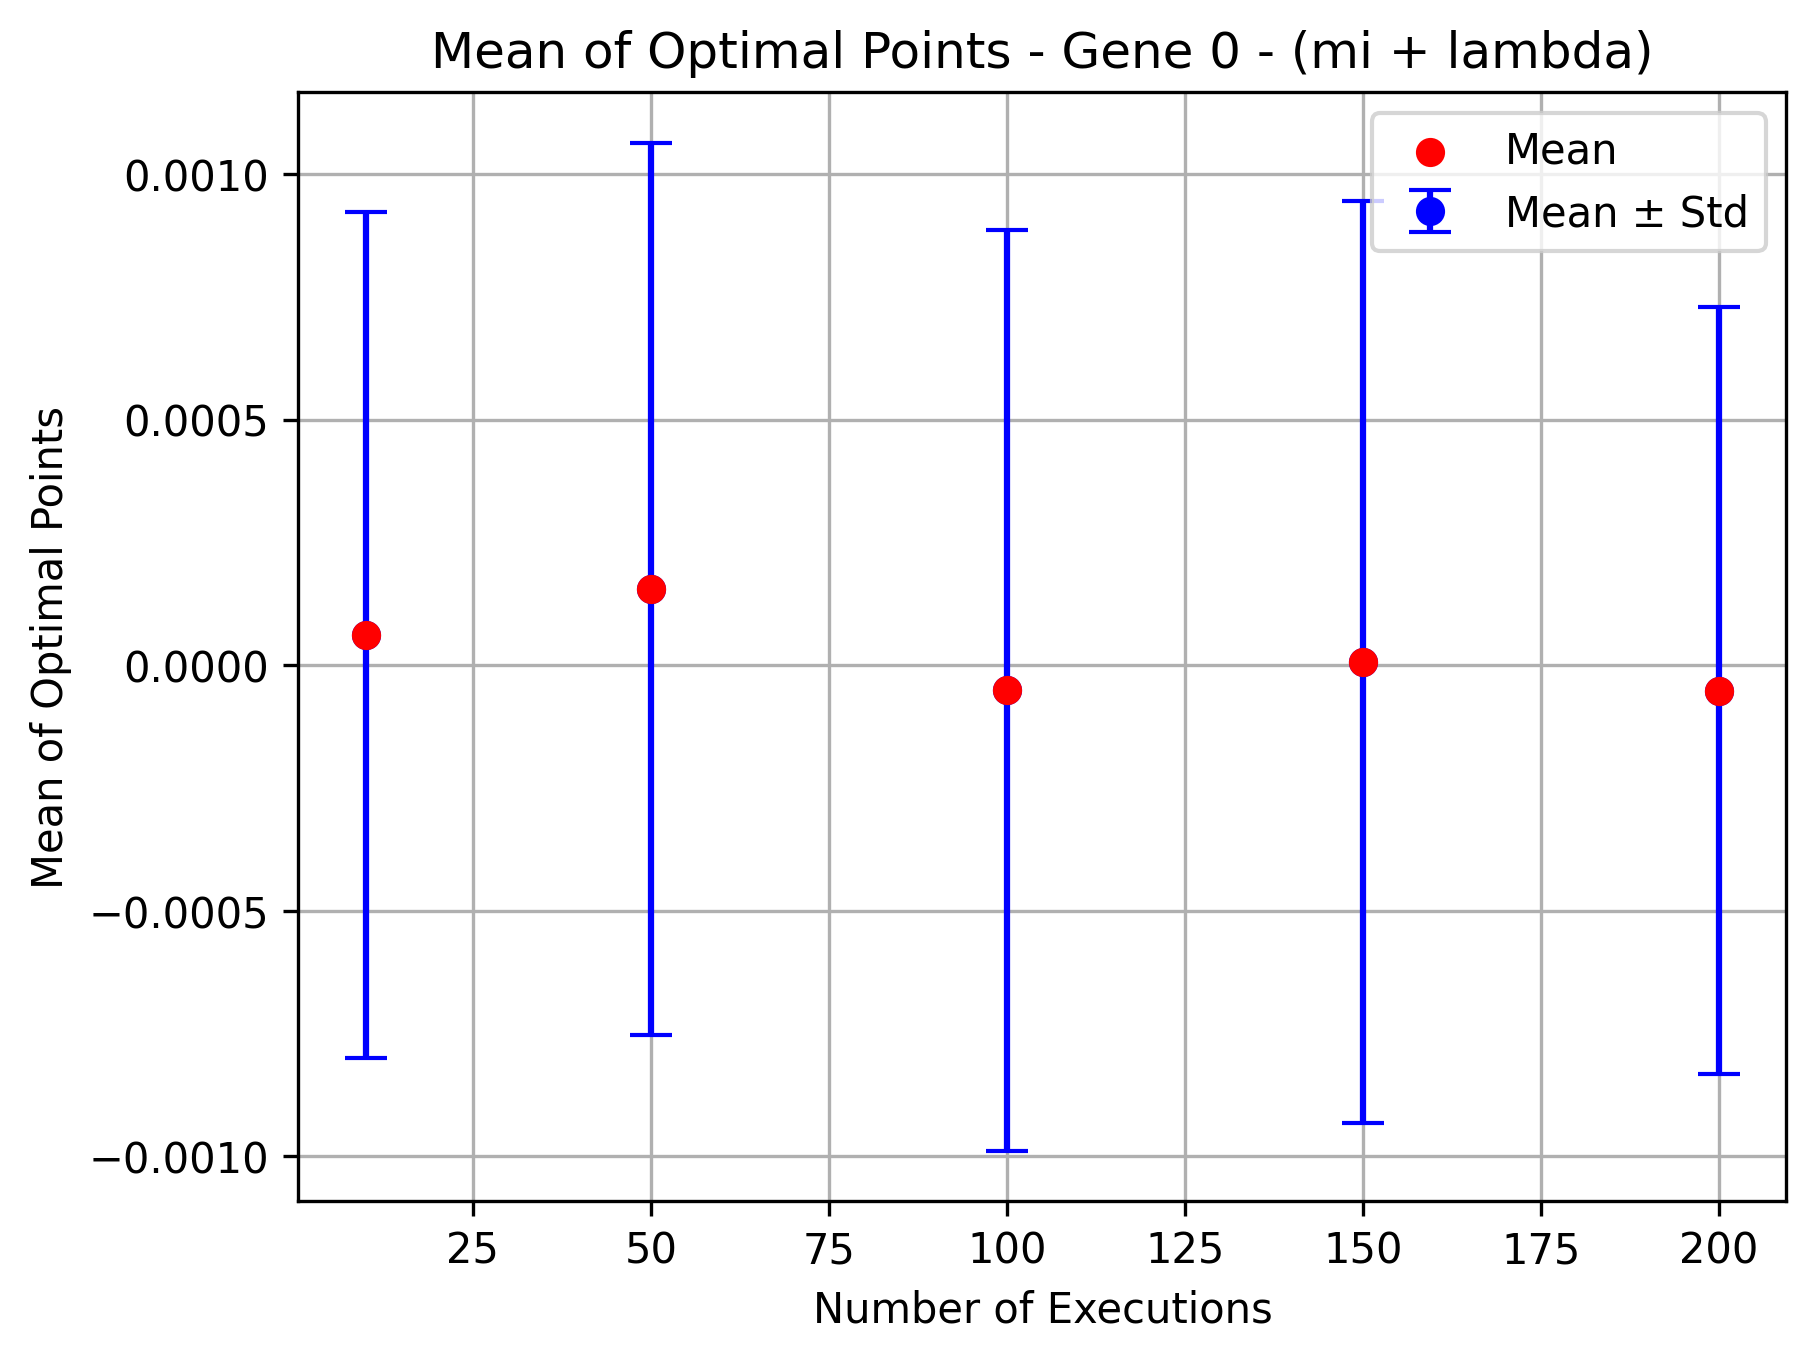 Mean of Optimal Points - Gene 0 - (mi + lambda)
Mean
Mean ± Std
0.0010
0.0005
0.0000
−0.0005
−0.0010
Mean of Optimal Points
25 50 75 100 125 150 175 200
Number of Executions